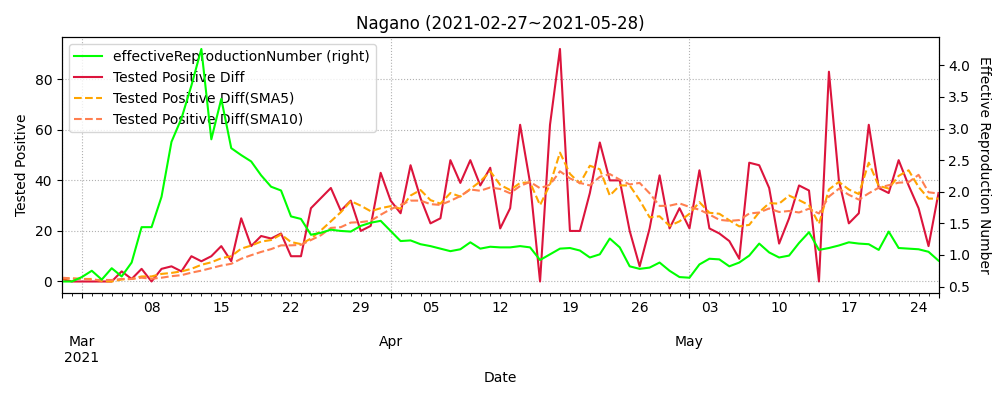 Nagano (2021-02-27~2021-05-28)
effectiveReproductionNumber (right)
Tested Positive Diff
Tested Positive Diff(SMA5)
Tested Positive Diff(SMA10)
Tested Positive
80
60
40
20
0
4.0
3.5
3.0
2.5
2.0
1.5
1.0
0.5
Effective Reproduction Number
08 15 22 29 05 12 19 26 03 10 17 24
Mar Apr May
2021
Date